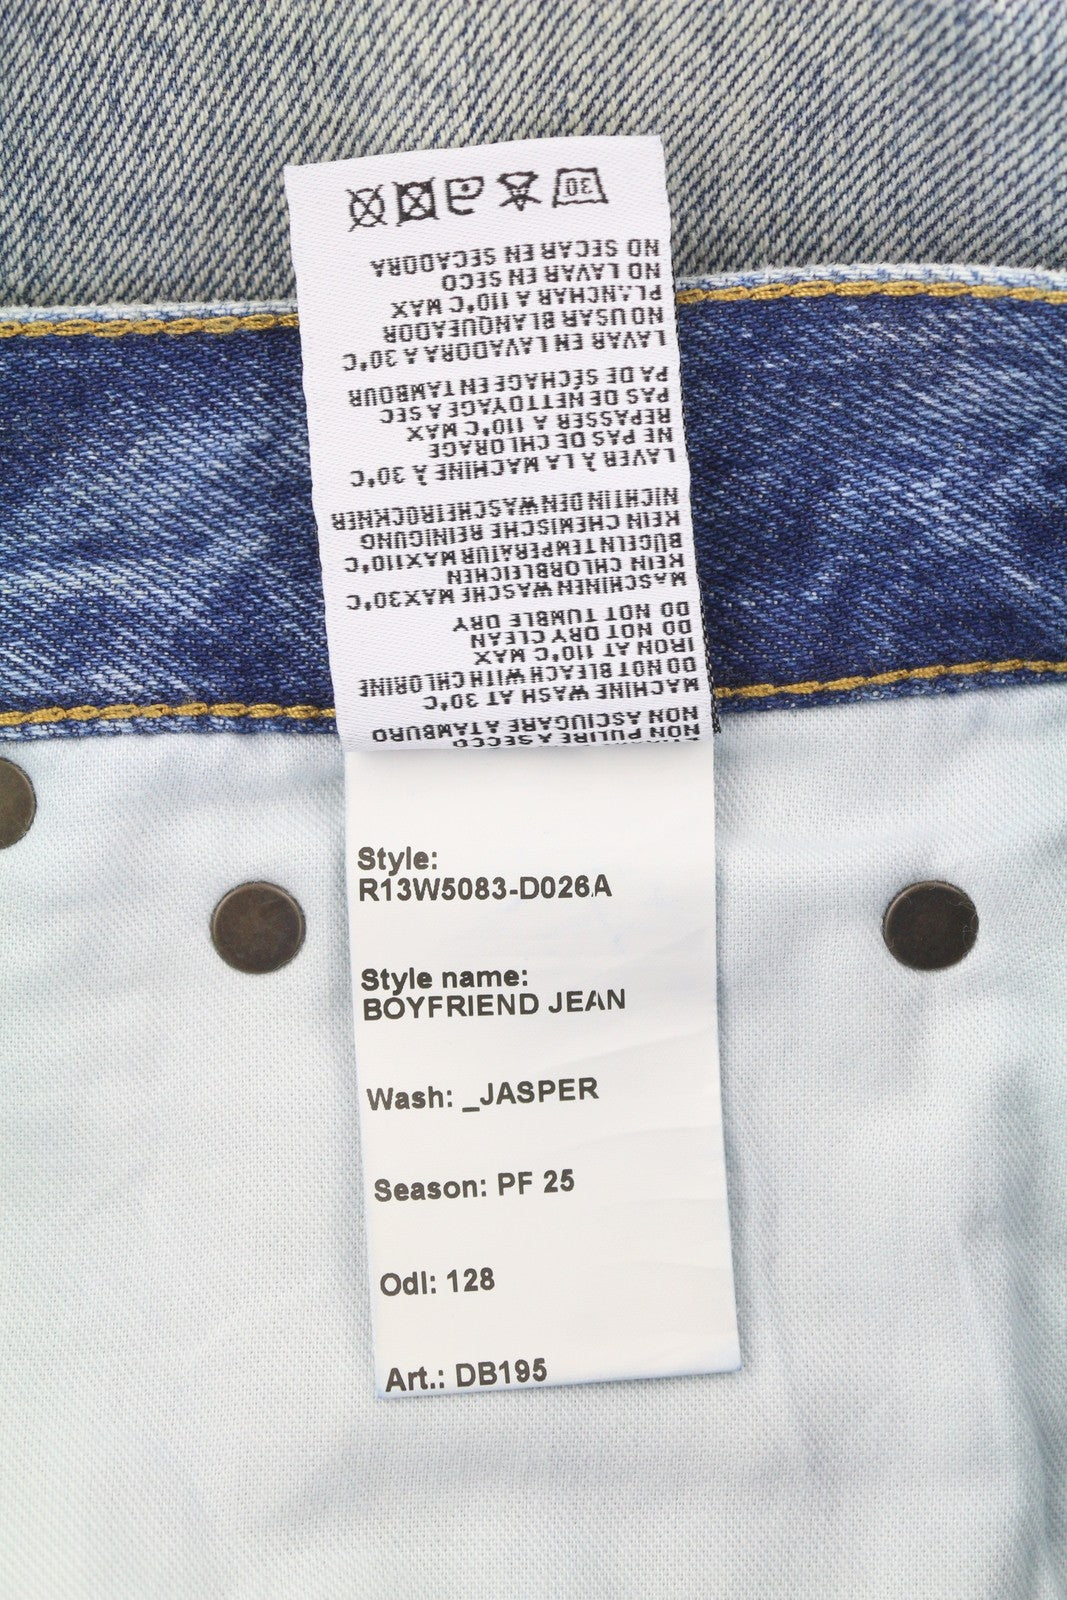 NON PULIRE A SECCO
NON ASCIUGARE A TAMBURO
MACHINE WASH AT 30°C
DO NOT BLEACH WITH CHLORINE
IRON AT 110°C MAX
DO NOT DRY CLEAN
DO NOT TUMBLE DRY
MASCHINEN WASCHE MAX30°C
KEIN CHLORBLEICHEN
BUGELNTEMPERATUR MAX110°C
KEIN CHEMISCHE REINIGUNG
NICHT IN DEN WASCHETROCKNER
LAVER À LA MACHINE À 30°C
NE PAS DE CHLORAGE
REPASSER A 110°C MAX
PAS DE NETTOYAGE A SEC
PA DE SÉCHAGE EN TAMBOUR
LAVAR EN LAVADORA A 30°C
NO USAR BLANQUEADOR
PLANCHAR A 110°C MAX
NO LAVAR EN SECO
NO SECAR EN SECADORA
30
Style:
R13W5083-D026A
Style name:
BOYFRIEND JEAN
Wash: _JASPER
Season: PF 25
Odl: 128
Art.: DB195